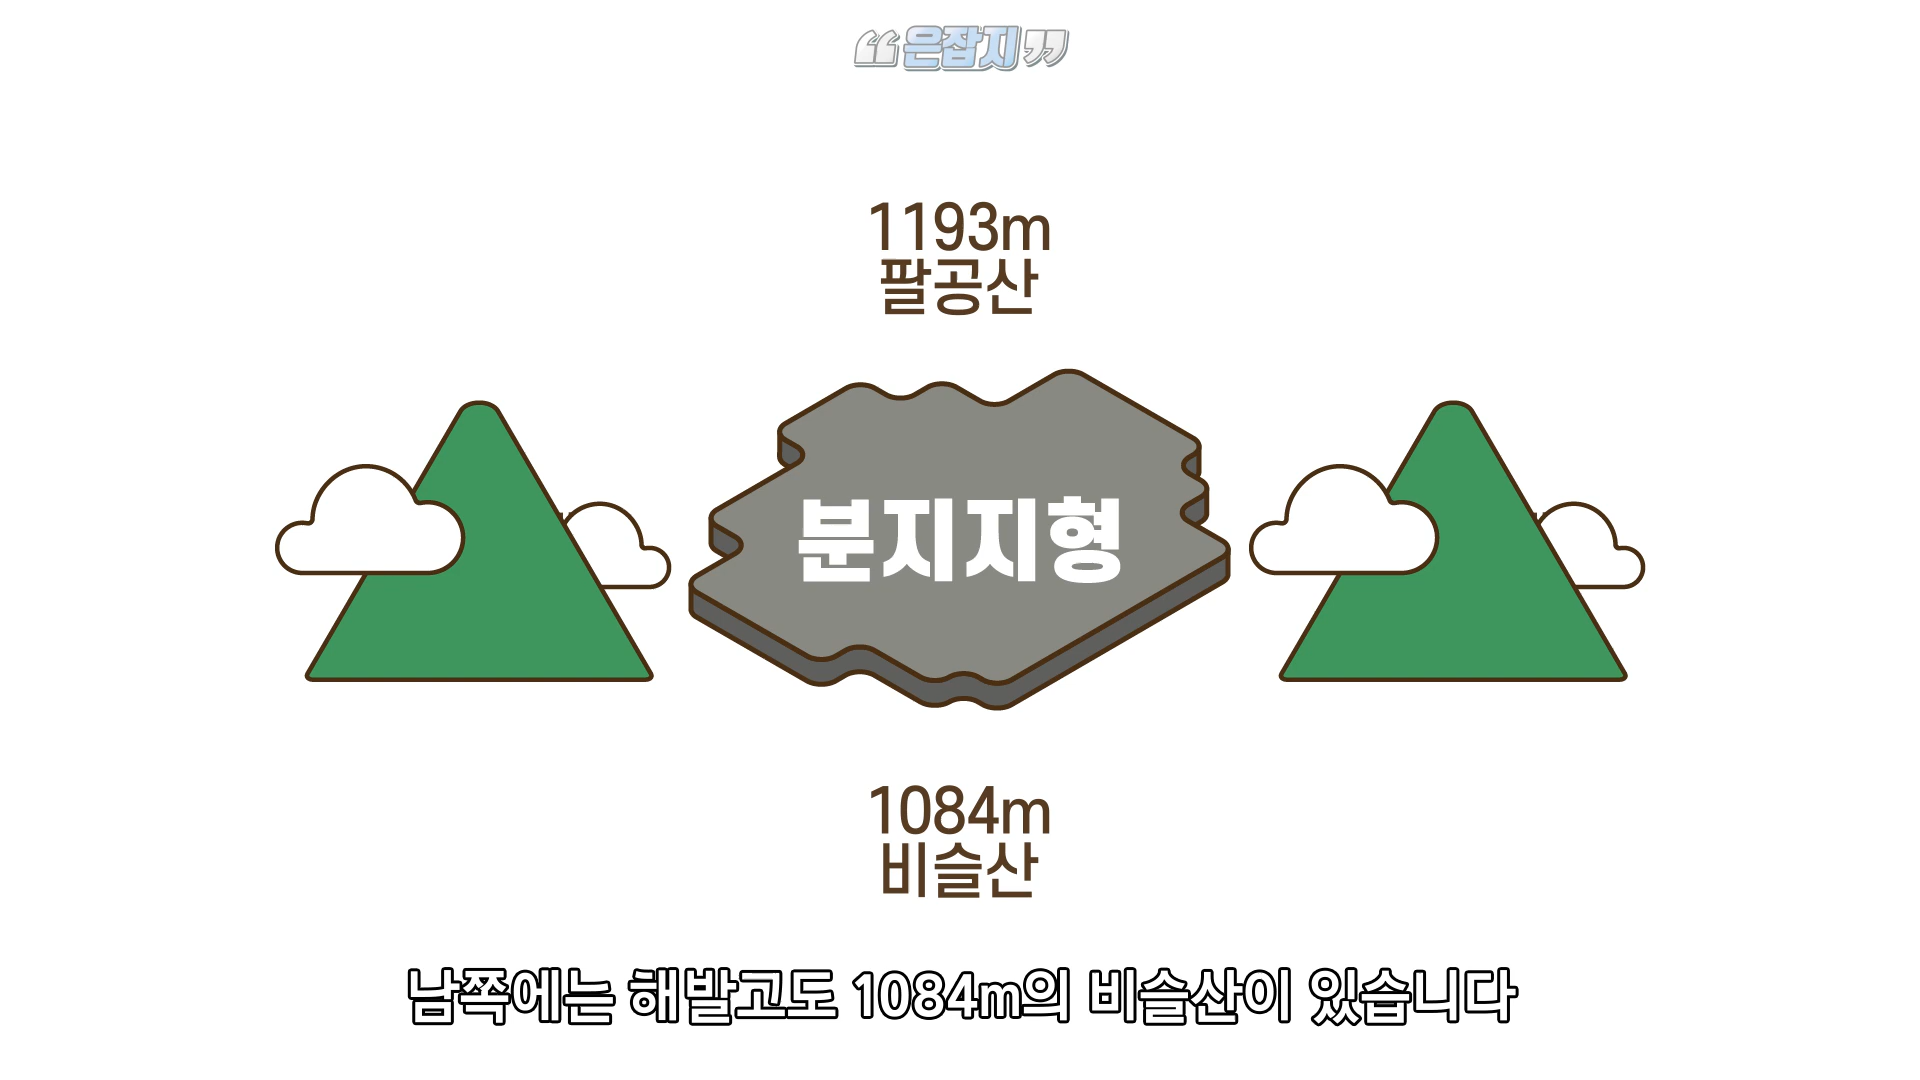 “은잡지”
1193m
팔공산
분지지형
1084m
비슬산
남쪽에는 해발고도 1084m의 비슬산이 있습니다